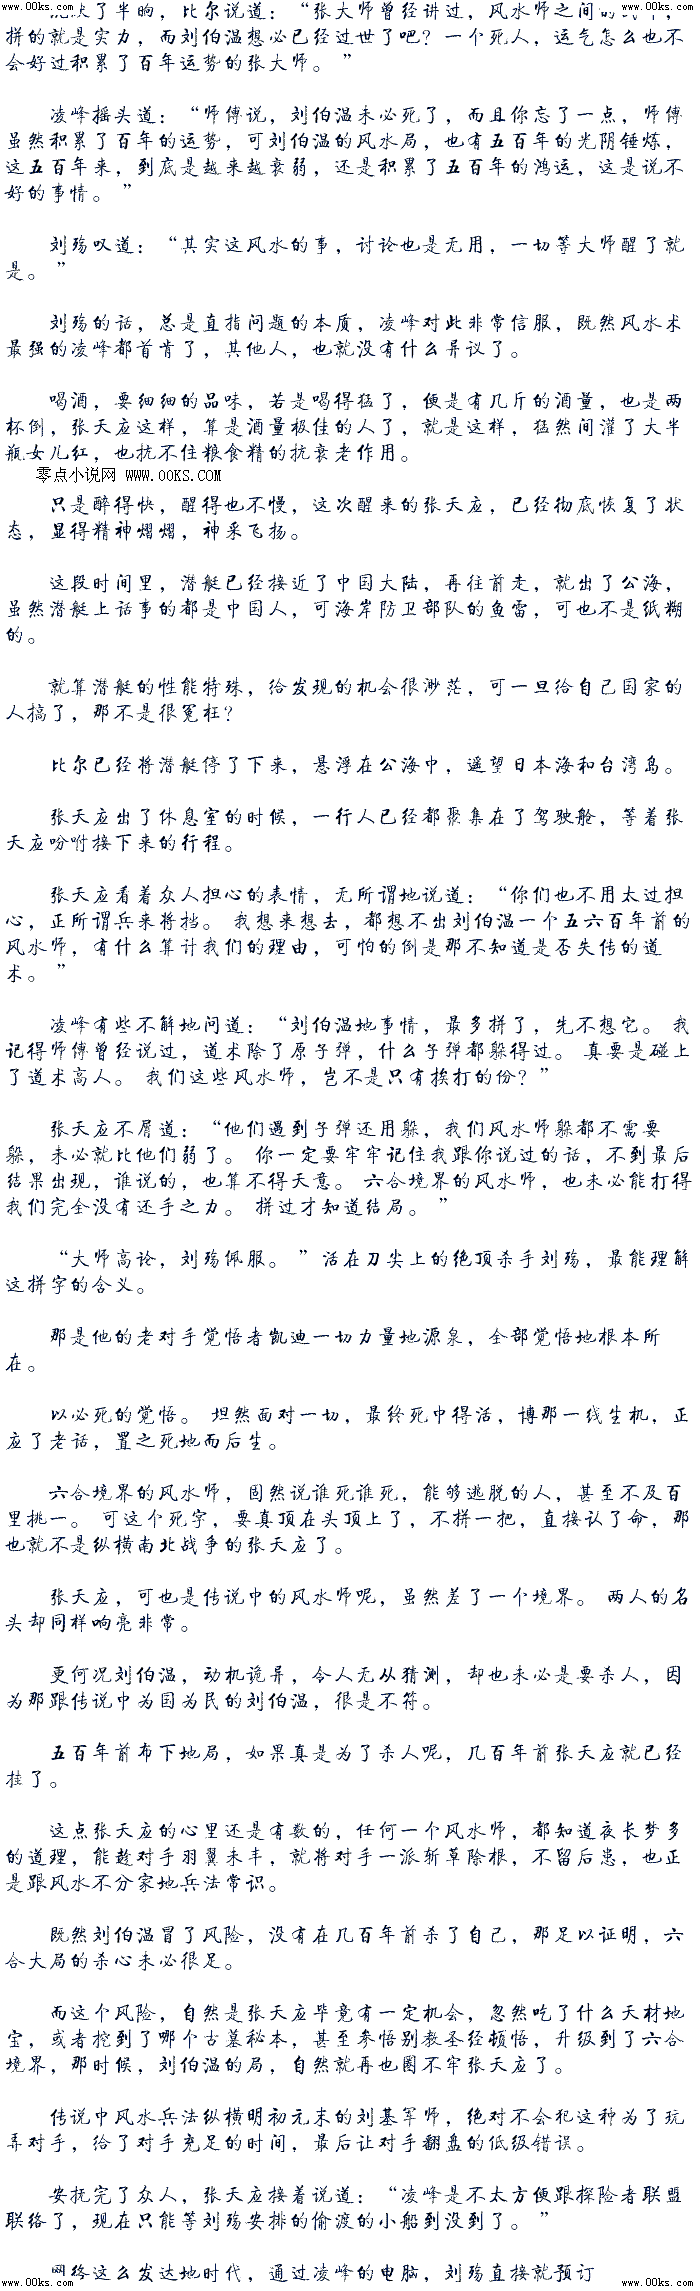 www.00ks.com www.00ks.com
了半晌，比尔说道：“张大师曾经讲过，风水师之间的
拼的就是实力，而刘伯温想必已经过世了吧？一个死人，运气怎么也不
会好过积累了百年运势的张大师。”
凌峰摇头道：“师傅说，刘伯温未必死了，而且你忘了一点，师傅
虽然积累了百年的运势，可刘伯温的风水局，也有五百年的光阴锤炼，
这五百年来，到底是越来越衰弱，还是积累了五百年的鸿运，这是说不
好的事情。”
刘殇叹道：“其实这风水的事，讨论也是无用，一切等大师醒了就
是。”
刘殇的话，总是直指问题的本质，凌峰对此非常信服，既然风水术
最强的凌峰都首肯了，其他人，也就没有什么异议了。
喝酒，要细细的品味，若是喝得猛了，便是有几斤的酒量，也是两
杯倒，张天应这样，算是酒量极佳的人了，就是这样，猛然间灌了大半
瓶女儿红，也抗不住粮食精的抗衰老作用。
零点小说网 www.00KS.com
只是醉得快，醒得也不慢，这次醒来的张天应，已经彻底恢复了状
态，显得精神熠熠，神采飞扬。
这段时间里，潜艇已经接近了中国大陆，再往前走，就出了公海，
虽然潜艇上话事的都是中国人，可海岸防卫部队的鱼雷，可也不是纸糊
的。
就算潜艇的性能特殊，给发现的机会很渺茫，可一旦给自己国家的
人搞了，那不是很冤枉？
比尔已经将潜艇停了下来，悬浮在公海中，遥望日本海和台湾岛。
张天应出了休息室的时候，一行人已经都聚集在了驾驶舱，等着张
天应吩咐接下来的行程。
张天应看着众人担心的表情，无所谓地说道：“你们也不用太过担
心，正所谓兵来将挡。 我想来想去，都想不出刘伯温一个五六百年前的
风水师，有什么算计我们的理由，可怕的倒是那不知道是否失传的道
术。”
凌峰有些不解地问道：“刘伯温地事情，最多拼了，先不想它。 我
记得师傅曾经说过，道术除了原子弹，什么子弹都躲得过。 真要是碰上
了道术高人。 我们这些风水师，岂不是只有挨打的份？”
张天应不屑道：“他们遇到子弹还用躲，我们风水师躲都不需要
躲，未必就比他们弱了。 你一定要牢牢记住我跟你说过的话，不到最后
结果出现，谁说的，也算不得天意。 六合境界的风水师，也未必能打得
我们完全没有还手之力。 拼过才知道结局。 ”
“大师高论，刘殇佩服。 ”活在刀尖上的绝顶杀手刘殇，最能理解
这拼字的含义。
那是他的老对手觉悟者凯迪一切力量地源泉，全部觉悟地根本所
在。
以必死的觉悟。 坦然面对一切，最终死中得活，博那一线生机，正
应了老话，置之死地而后生。
六合境界的风水师，固然说谁死谁死，能够逃脱的人，甚至不及百
里挑一。 可这个死字，要真顶在头顶上了，不拼一把，直接认了命，那
也就不是纵横南北战争的张天应了。
张天应，可也是传说中的风水师呢，虽然差了一个境界。 两人的名
头却同样响亮非常。
更何况刘伯温，动机诡异，令人无从猜测，却也未必是要杀人，因
为那跟传说中为国为民的刘伯温，很是不符。
五百年前布下地局，如果真是为了杀人呢，几百年前张天应就已经
挂了。
这点张天应的心里还是有数的，任何一个风水师，都知道夜长梦多
的道理，能趁对手羽翼未丰，就将对手一派斩草除根，不留后患，也正
是跟风水不分家地兵法常识。
既然刘伯温冒了风险，没有在几百年前杀了自己，那足以证明，六
合大局的杀心未必很足。
而这个风险，自然是张天应毕竟有一定机会，忽然吃了什么天材地
宝，或者挖到了哪个古墓秘本，甚至参悟别教圣经顿悟，升级到了六合
境界，那时候，刘伯温的局，自然就再也圈不牢张天应了。
传说中风水兵法纵横明初元末的刘基军师，绝对不会犯这种为了玩
弄对手，给了对手充足的时间，最后让对手翻盘的低级错误。
安抚完了众人，张天应接着说道：“凌峰是不太方便跟探险者联盟
联络了，现在只能等刘殇安排的偷渡的小船到没到了。”
网络这么发达地时代，通过凌峰的电脑，刘殇直接就预订
www.00ks.com www.00ks.com